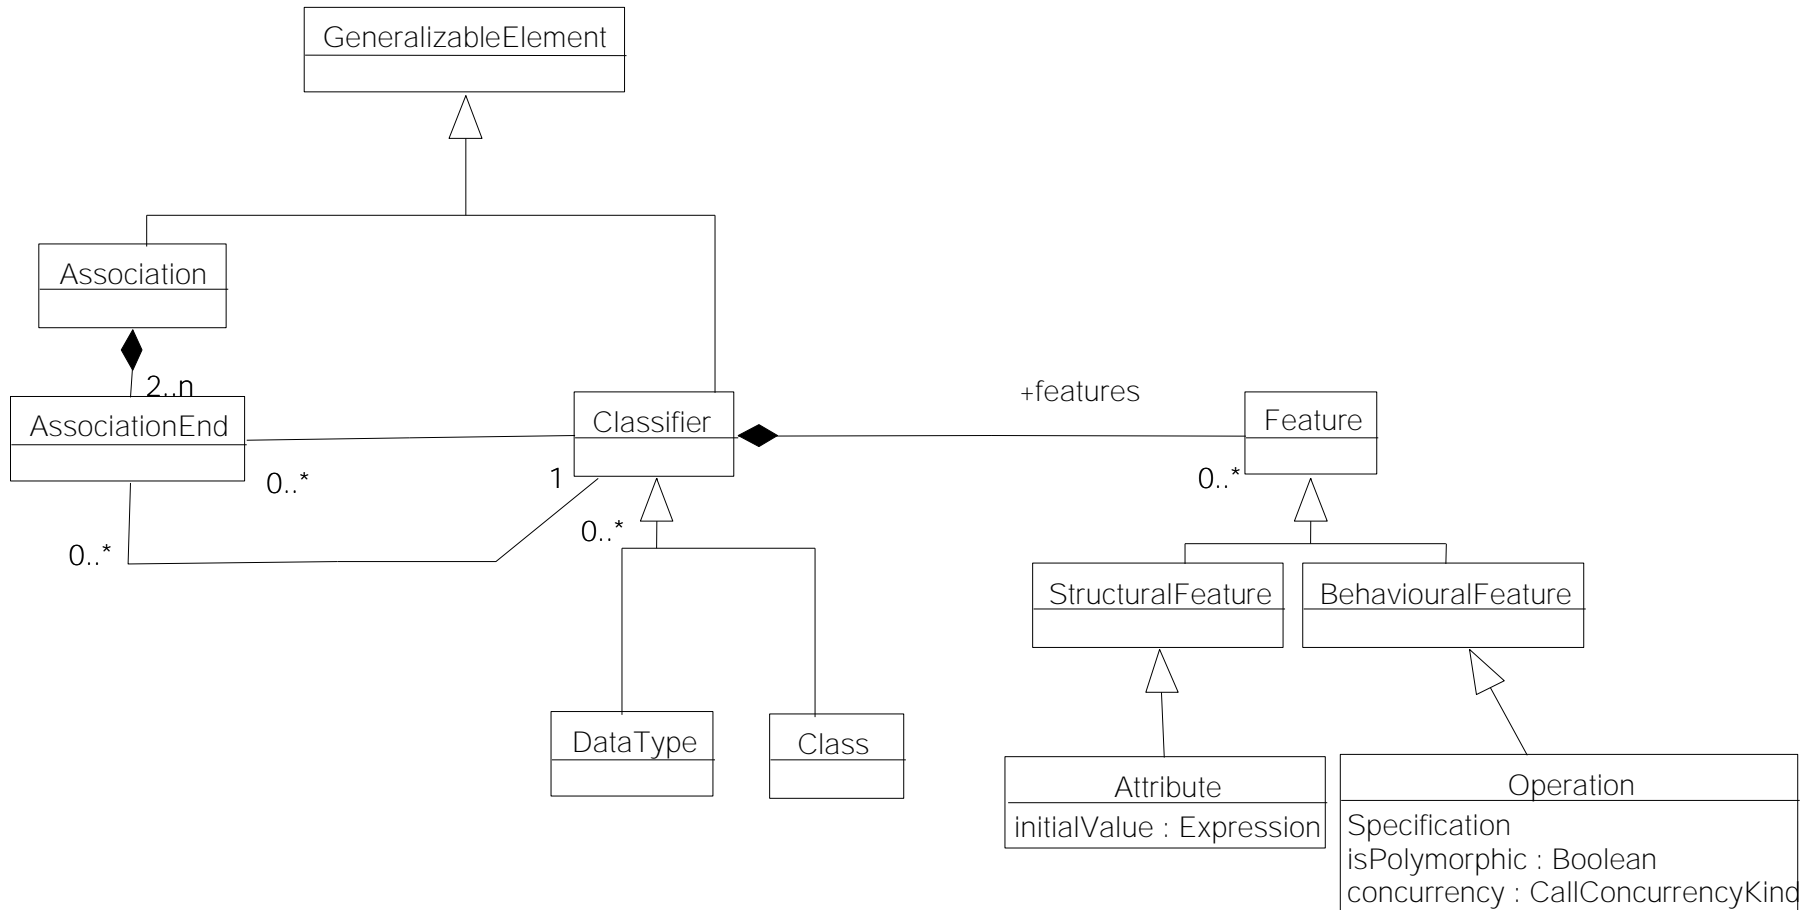 GeneralizableElement
Association
2..n
AssociationEnd
Classifier
+features
Feature
0..*
1
0..*
0..*
0..*
StructuralFeature
BehaviouralFeature
DataType
Class
Attribute
initialValue : Expression
Operation
Specification
isPolymorphic : Boolean
concurrency : CallConcurrencyKind